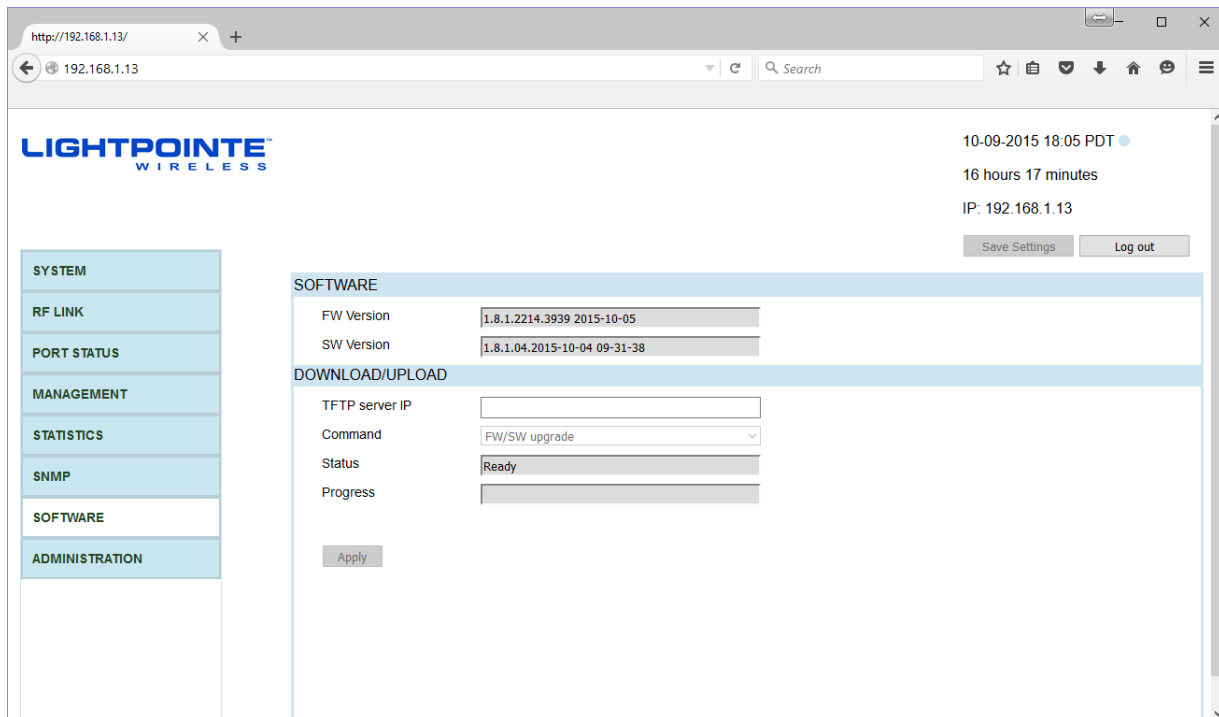 http://192.168.1.13/
192.168.1.13
Search
LIGHTPOINTE™
WIRELESS
10-09-2015 18:05 PDT
16 hours 17 minutes
IP: 192.168.1.13
Save Settings
Log out
SYSTEM
RF LINK
PORT STATUS
MANAGEMENT
STATISTICS
SNMP
SOFTWARE
ADMINISTRATION
SOFTWARE
FW Version 1.8.1.2214.3939 2015-10-05
SW Version 1.8.1.04.2015-10-04 09-31-38
DOWNLOAD/UPLOAD
TFTP server IP
Command FW/SW upgrade
Status Ready
Progress
Apply